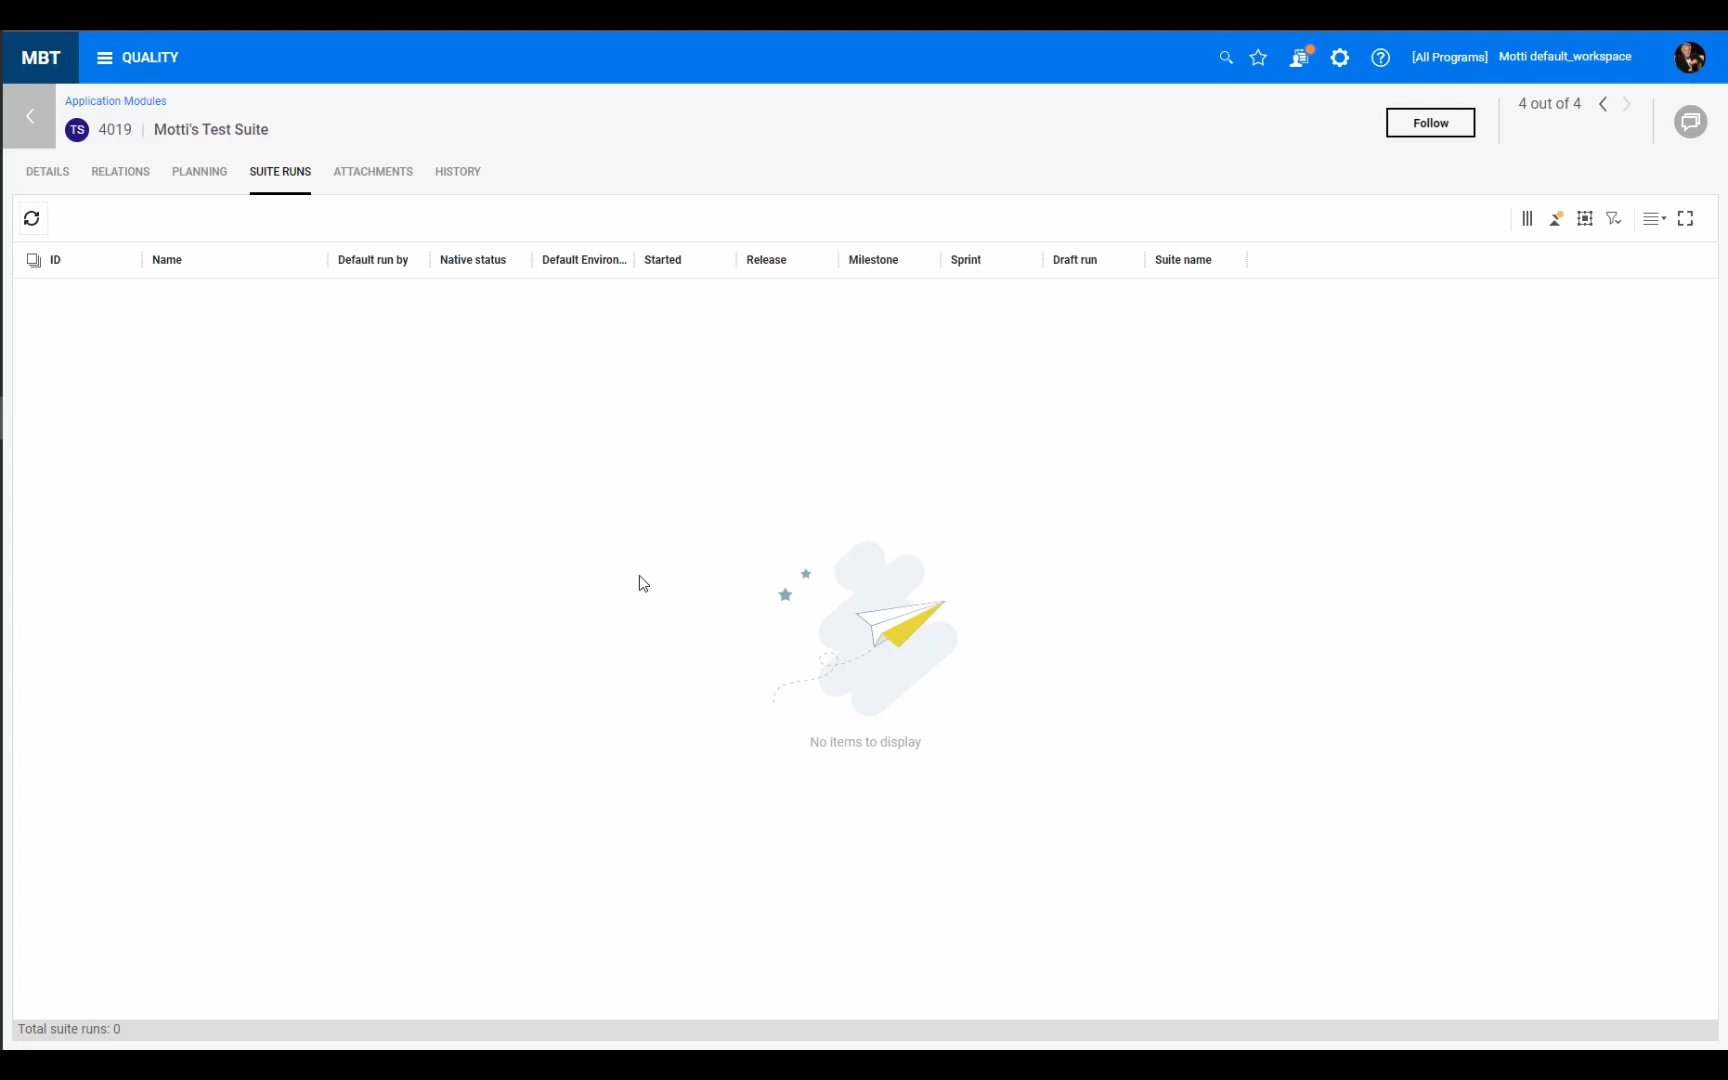 MBT QUALITY [All Programs] Motti default_workspace
Application Modules
TS 4019 Motti's Test Suite
Follow
4 out of 4
DETAILS RELATIONS PLANNING SUITE RUNS ATTACHMENTS HISTORY
ID Name Default run by Native status Default Environ... Started Release Milestone Sprint Draft run Suite name
No items to display
Total suite runs: 0